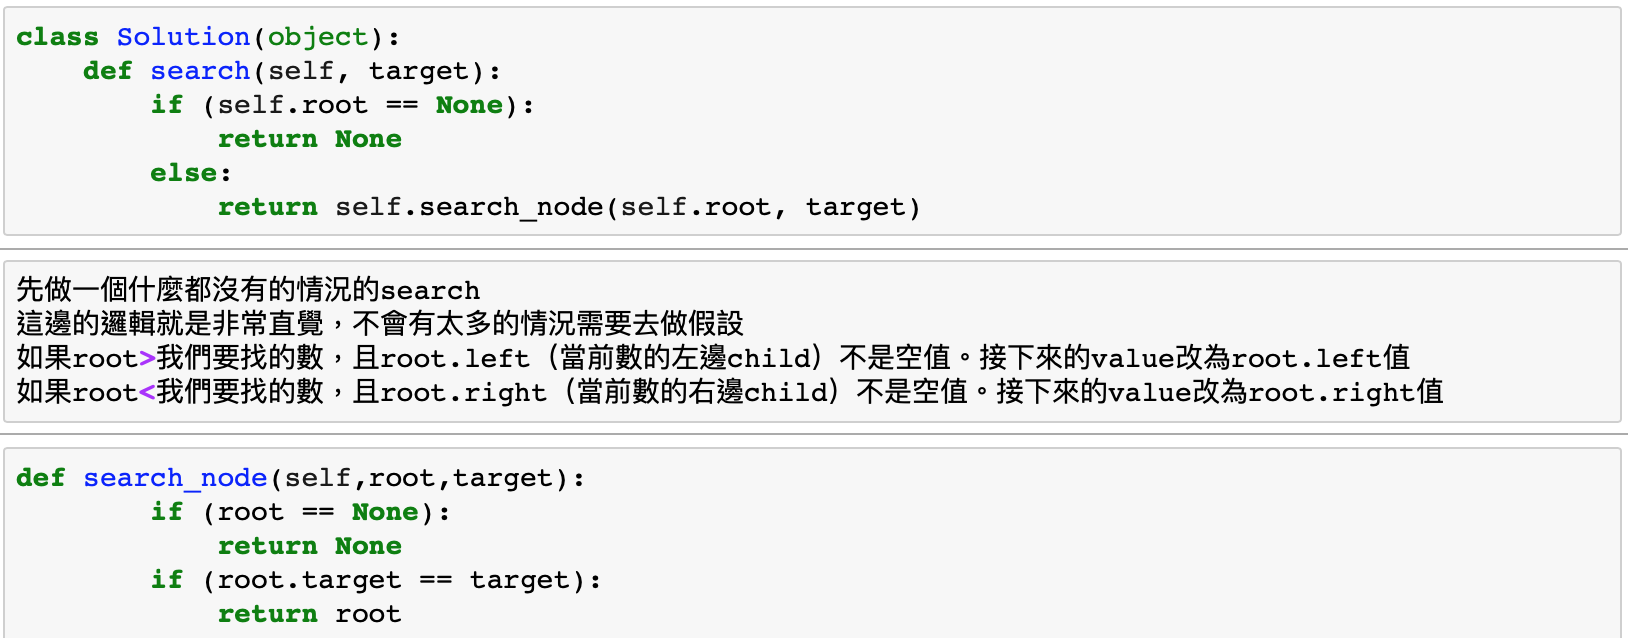 class Solution(object):
    def search(self, target):
        if (self.root == None):
            return None
        else:
            return self.search_node(self.root, target)
先做一個什麼都沒有的情況的search
這邊的邏輯就是非常直覺，不會有太多的情況需要去做假設
如果root>我們要找的數，且root.left（當前數的左邊child）不是空值。接下來的value改為root.left值
如果root<我們要找的數，且root.right（當前數的右邊child）不是空值。接下來的value改為root.right值
def search_node(self,root,target):
        if (root == None):
            return None
        if (root.target == target):
            return root